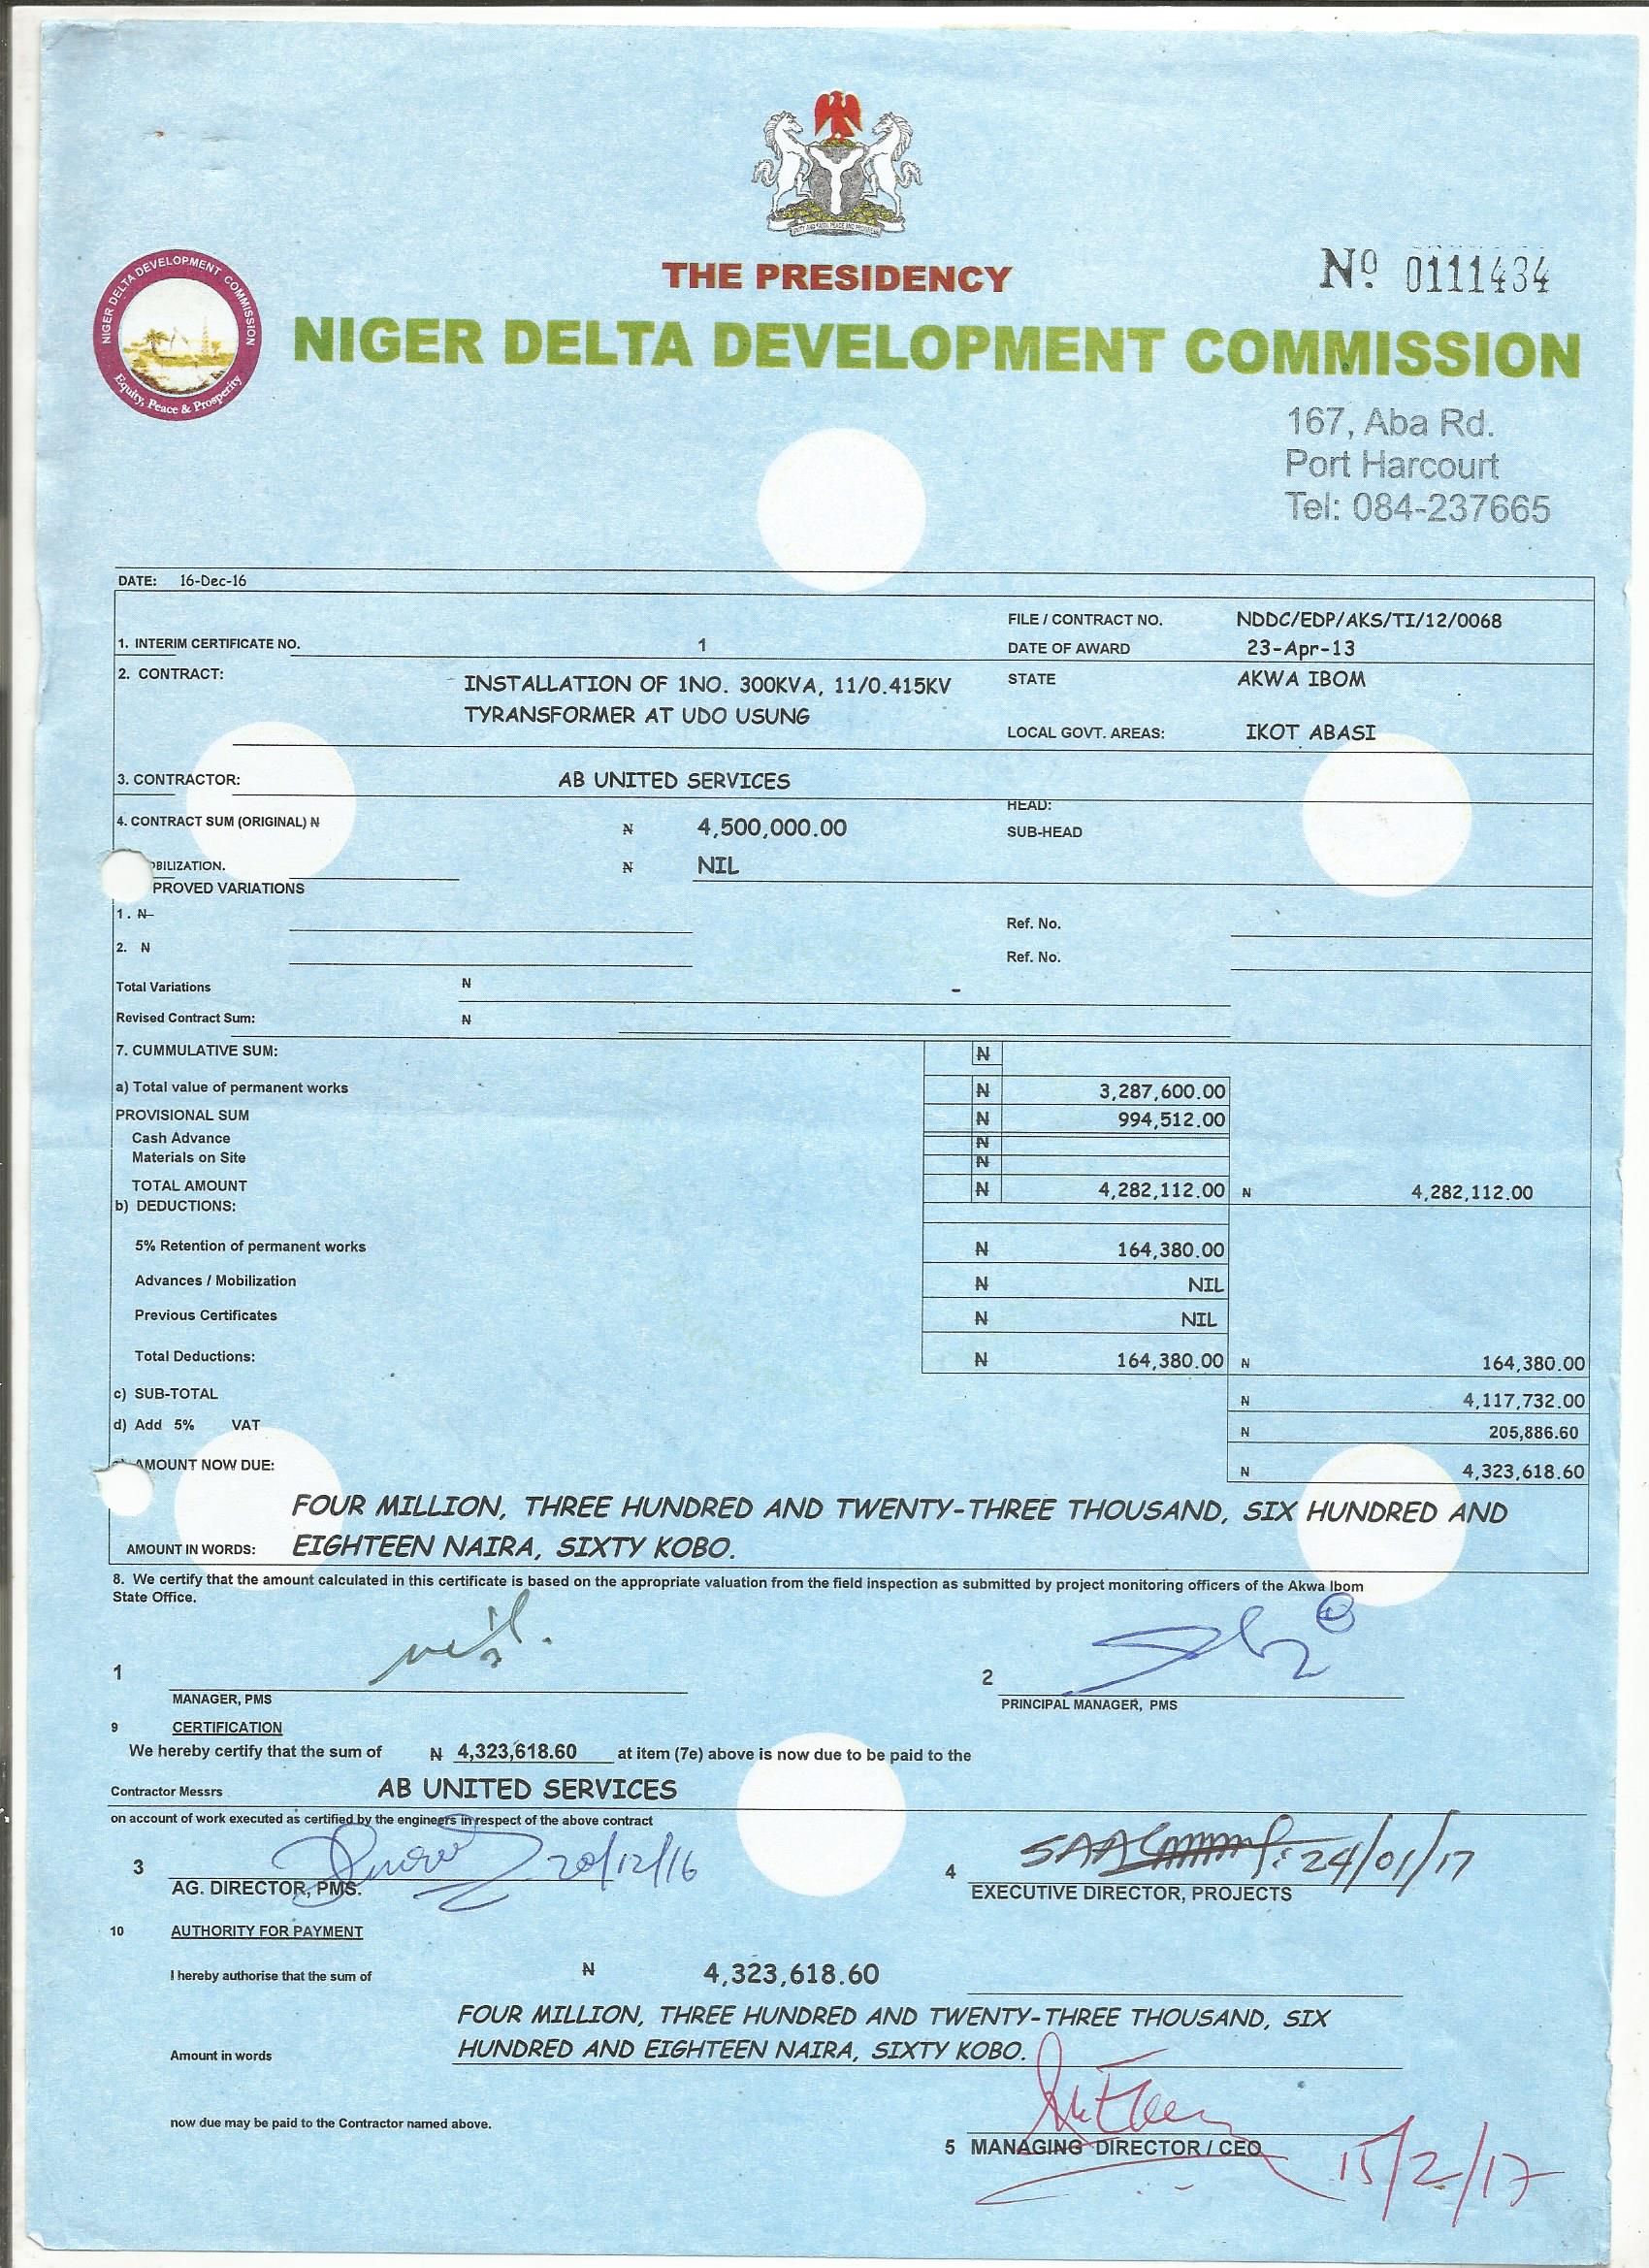 THE PRESIDENCY
Nº 0111434
NIGER DELTA DEVELOPMENT COMMISSION
NIGER DELTA DEVELOPMENT COMMISSION
Equity, Peace & Prosperity
167, Aba Rd.
Port Harcourt
Tel: 084-237665
DATE: 16-Dec-16
FILE / CONTRACT NO. NDDC/EDP/AKS/TI/12/0068
1. INTERIM CERTIFICATE NO. 1
DATE OF AWARD 23-Apr-13
2. CONTRACT: INSTALLATION OF 1NO. 300KVA, 11/0.415KV
TYRANSFORMER AT UDO USUNG
STATE AKWA IBOM
LOCAL GOVT. AREAS: IKOT ABASI
3. CONTRACTOR: AB UNITED SERVICES
HEAD:
4. CONTRACT SUM (ORIGINAL) N ₦ 4,500,000.00
SUB-HEAD
OBILIZATION. ₦ NIL
PROVED VARIATIONS
1. N Ref. No.
2. N Ref. No.
Total Variations N -
Revised Contract Sum: ₦
7. CUMMULATIVE SUM: ₦
a) Total value of permanent works ₦ 3,287,600.00
PROVISIONAL SUM ₦ 994,512.00
Cash Advance ₦
Materials on Site ₦
TOTAL AMOUNT ₦ 4,282,112.00 ₦ 4,282,112.00
b) DEDUCTIONS:
5% Retention of permanent works ₦ 164,380.00
Advances / Mobilization ₦ NIL
Previous Certificates ₦ NIL
Total Deductions: ₦ 164,380.00 ₦ 164,380.00
c) SUB-TOTAL ₦ 4,117,732.00
d) Add 5% VAT ₦ 205,886.60
AMOUNT NOW DUE: ₦ 4,323,618.60
FOUR MILLION, THREE HUNDRED AND TWENTY-THREE THOUSAND, SIX HUNDRED AND
AMOUNT IN WORDS: EIGHTEEN NAIRA, SIXTY KOBO.
8. We certify that the amount calculated in this certificate is based on the appropriate valuation from the field inspection as submitted by project monitoring officers of the Akwa Ibom
State Office.
1 2
MANAGER, PMS PRINCIPAL MANAGER, PMS
9 CERTIFICATION
We hereby certify that the sum of ₦ 4,323,618.60 at item (7e) above is now due to be paid to the
Contractor Messrs AB UNITED SERVICES
on account of work executed as certified by the engineers in respect of the above contract
3 20/12/16 4 24/01/17
AG. DIRECTOR, PMS. EXECUTIVE DIRECTOR, PROJECTS
10 AUTHORITY FOR PAYMENT
I hereby authorise that the sum of ₦ 4,323,618.60
FOUR MILLION, THREE HUNDRED AND TWENTY-THREE THOUSAND, SIX
Amount in words HUNDRED AND EIGHTEEN NAIRA, SIXTY KOBO.
now due may be paid to the Contractor named above.
5 MANAGING DIRECTOR / CEO 15/2/17